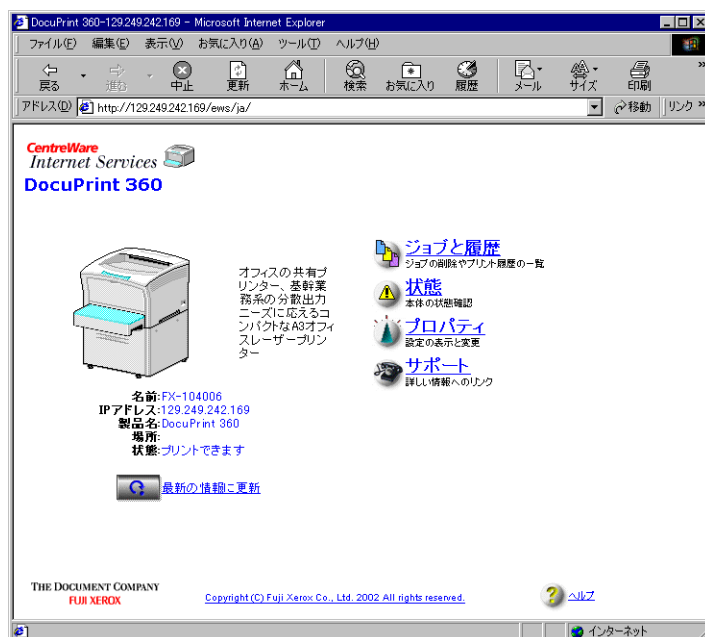 DocuPrint 360-129.249.242.169 - Microsoft Internet Explorer
ファイル(F) 編集(E) 表示(V) お気に入り(A) ツール(T) ヘルプ(H)
戻る 進む 中止 更新 ホーム 検索 お気に入り 履歴 メール サイズ 印刷 »
アドレス(D) http://129.249.242.169/ews/ja/ 移動 リンク »
CentreWare
Internet Services
DocuPrint 360
オフィスの共有プ
リンター、基幹業
務系の分散出力
ニーズに応えるコ
ンパクトなA3オフィ
スレーザープリン
ター
ジョブと履歴
ジョブの削除やプリント履歴の一覧
状態
本体の状態確認
プロパティ
設定の表示と変更
サポート
詳しい情報へのリンク
名前:FX-104006
IPアドレス:129.249.242.169
製品名:DocuPrint 360
場所:
状態:プリントできます
最新の情報に更新
THE DOCUMENT COMPANY
FUJI XEROX
Copyright (C) Fuji Xerox Co., Ltd. 2002 All rights reserved.
ヘルプ
インターネット